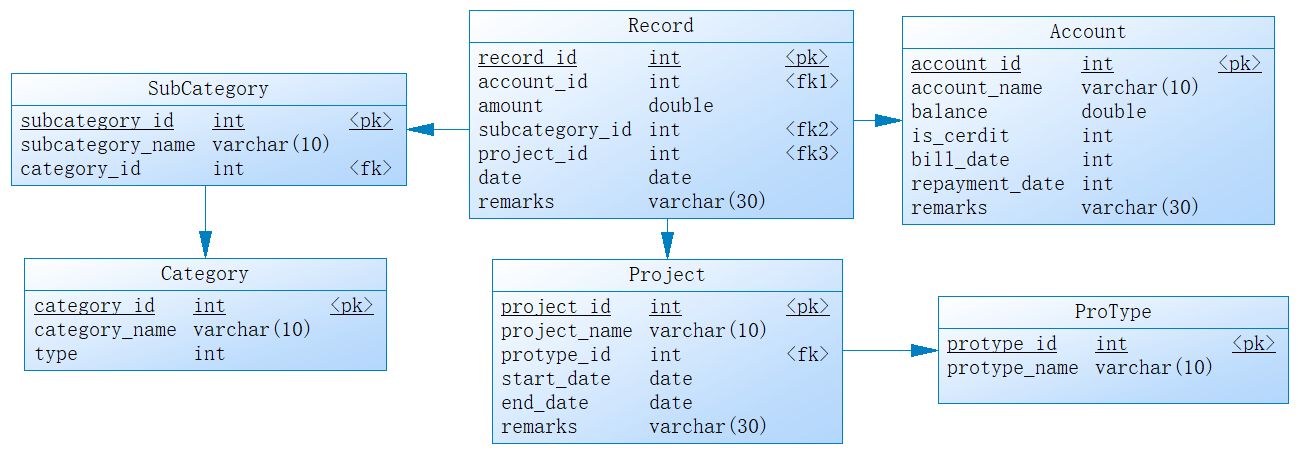 Record
record_id int <pk>
account_id int <fk1>
amount double
subcategory_id int <fk2>
project_id int <fk3>
date date
remarks varchar(30)
Account
account_id int <pk>
account_name varchar(10)
balance double
is_cerdit int
bill_date int
repayment_date int
remarks varchar(30)
SubCategory
subcategory_id int <pk>
subcategory_name varchar(10)
category_id int <fk>
Category
category_id int <pk>
category_name varchar(10)
type int
Project
project_id int <pk>
project_name varchar(10)
protype_id int <fk>
start_date date
end_date date
remarks varchar(30)
ProType
protype_id int <pk>
protype_name varchar(10)